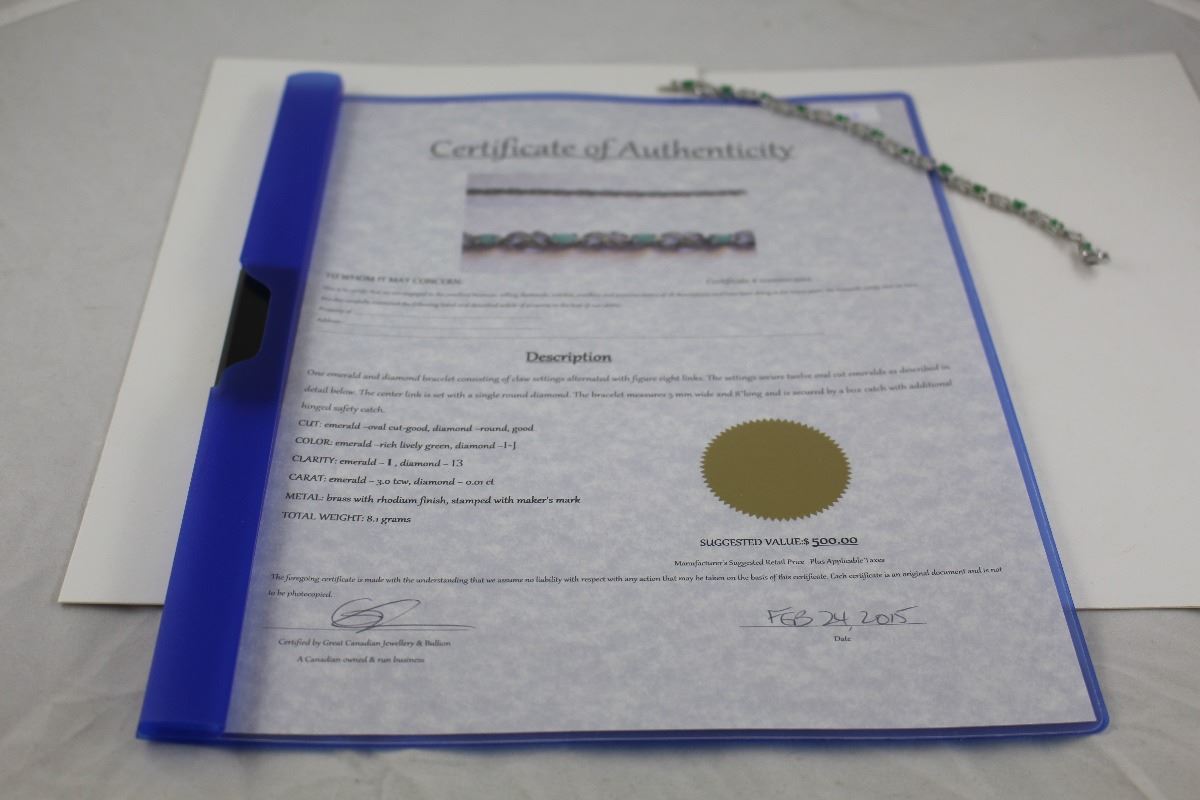 Certificate of Authenticity
TO WHOM IT MAY CONCERN:
Description
One emerald and diamond bracelet consisting of claw settings alternated with figure eight links. The settings secure twelve oval cut emeralds as described in
detail below. The center link is set with a single round diamond. The bracelet measures 5 mm wide and 8" long and is secured by a box catch with additional
hinged safety catch.
CUT: emerald -oval cut-good, diamond -round, good
COLOR: emerald -rich lively green, diamond -I-J
CLARITY: emerald - I , diamond - I3
CARAT: emerald - 3.0 tcw, diamond - 0.01 ct
METAL: brass with rhodium finish, stamped with maker's mark
TOTAL WEIGHT: 8.1 grams
SUGGESTED VALUE:$ 500.00
Manufacturer's Suggested Retail Price Plus Applicable Taxes
The foregoing certificate is made with the understanding that we assume no liability with respect with any action that may be taken on the basis of this certificate. Each certificate is an original document and is not
to be photocopied.
FEB 24, 2015
Certified by Great Canadian Jewellery & Bullion
Date
A Canadian owned & run business